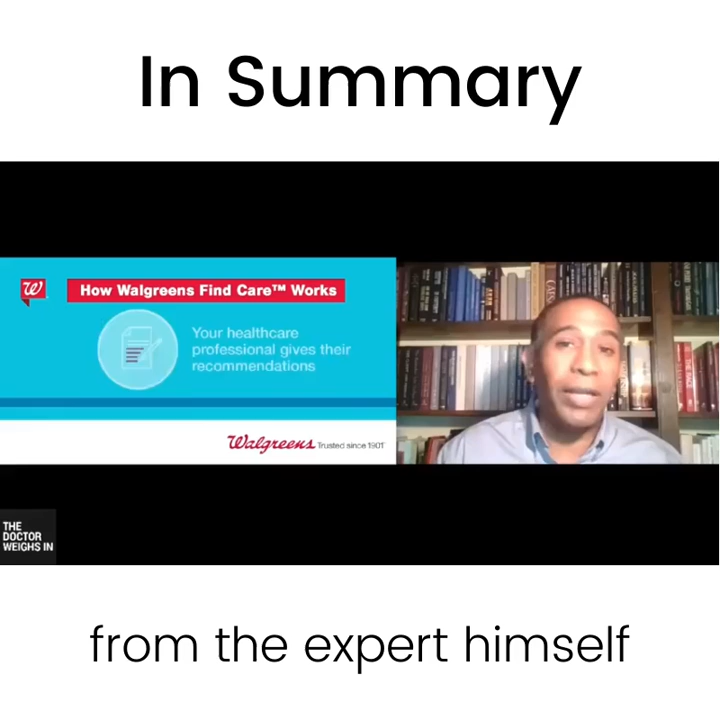 In Summary
W
How Walgreens Find Care™ Works
Your healthcare
professional gives their
recommendations
Walgreens Trusted since 1901™
THE
DOCTOR
WEIGHS IN
from the expert himself